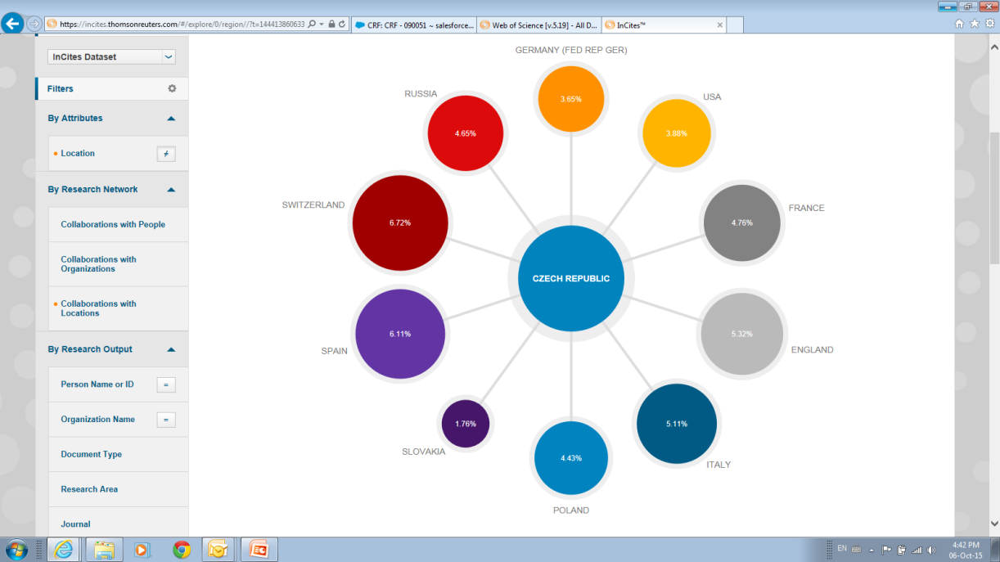 https://incites.thomsonreuters.com/#/explore/0/region//?t=144413860633
CRF: CRF - 090051 ~ salesforce...
Web of Science [v.5.19] - All D...
InCites™
InCites Dataset
Filters
By Attributes
Location
≠
By Research Network
Collaborations with People
Collaborations with
Organizations
Collaborations with
Locations
By Research Output
Person Name or ID
=
Organization Name
=
Document Type
Research Area
Journal
GERMANY (FED REP GER)
3.65%
RUSSIA
4.65%
USA
3.88%
SWITZERLAND
6.72%
FRANCE
4.76%
CZECH REPUBLIC
SPAIN
6.11%
ENGLAND
5.32%
SLOVAKIA
1.76%
ITALY
5.11%
POLAND
4.43%
EN
4:42 PM
06-Oct-15